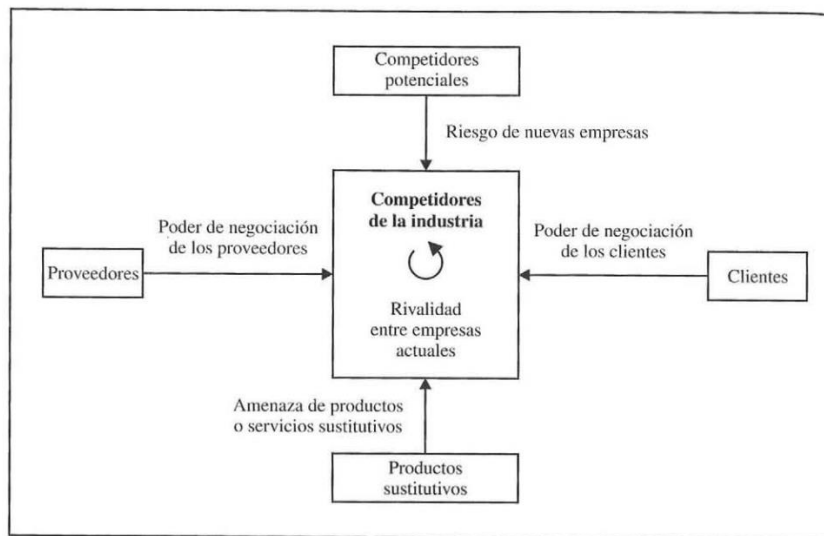 Competidores
potenciales
Riesgo de nuevas empresas
Competidores
de la industria
Poder de negociación
de los proveedores
Poder de negociación
de los clientes
Proveedores
Clientes
Rivalidad
entre empresas
actuales
Amenaza de productos
o servicios sustitutivos
Productos
sustitutivos